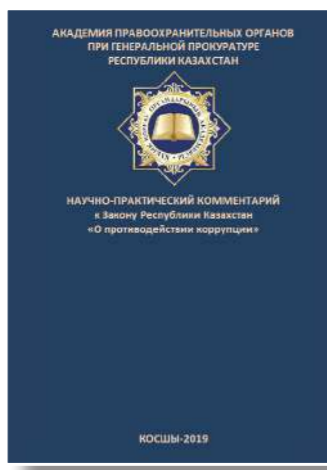 АКАДЕМИЯ ПРАВООХРАНИТЕЛЬНЫХ ОРГАНОВ
ПРИ ГЕНЕРАЛЬНОЙ ПРОКУРАТУРЕ
РЕСПУБЛИКИ КАЗАХСТАН
НАУЧНО-ПРАКТИЧЕСКИЙ КОММЕНТАРИЙ
к Закону Республики Казахстан
«О противодействии коррупции»
КОСШЫ-2019